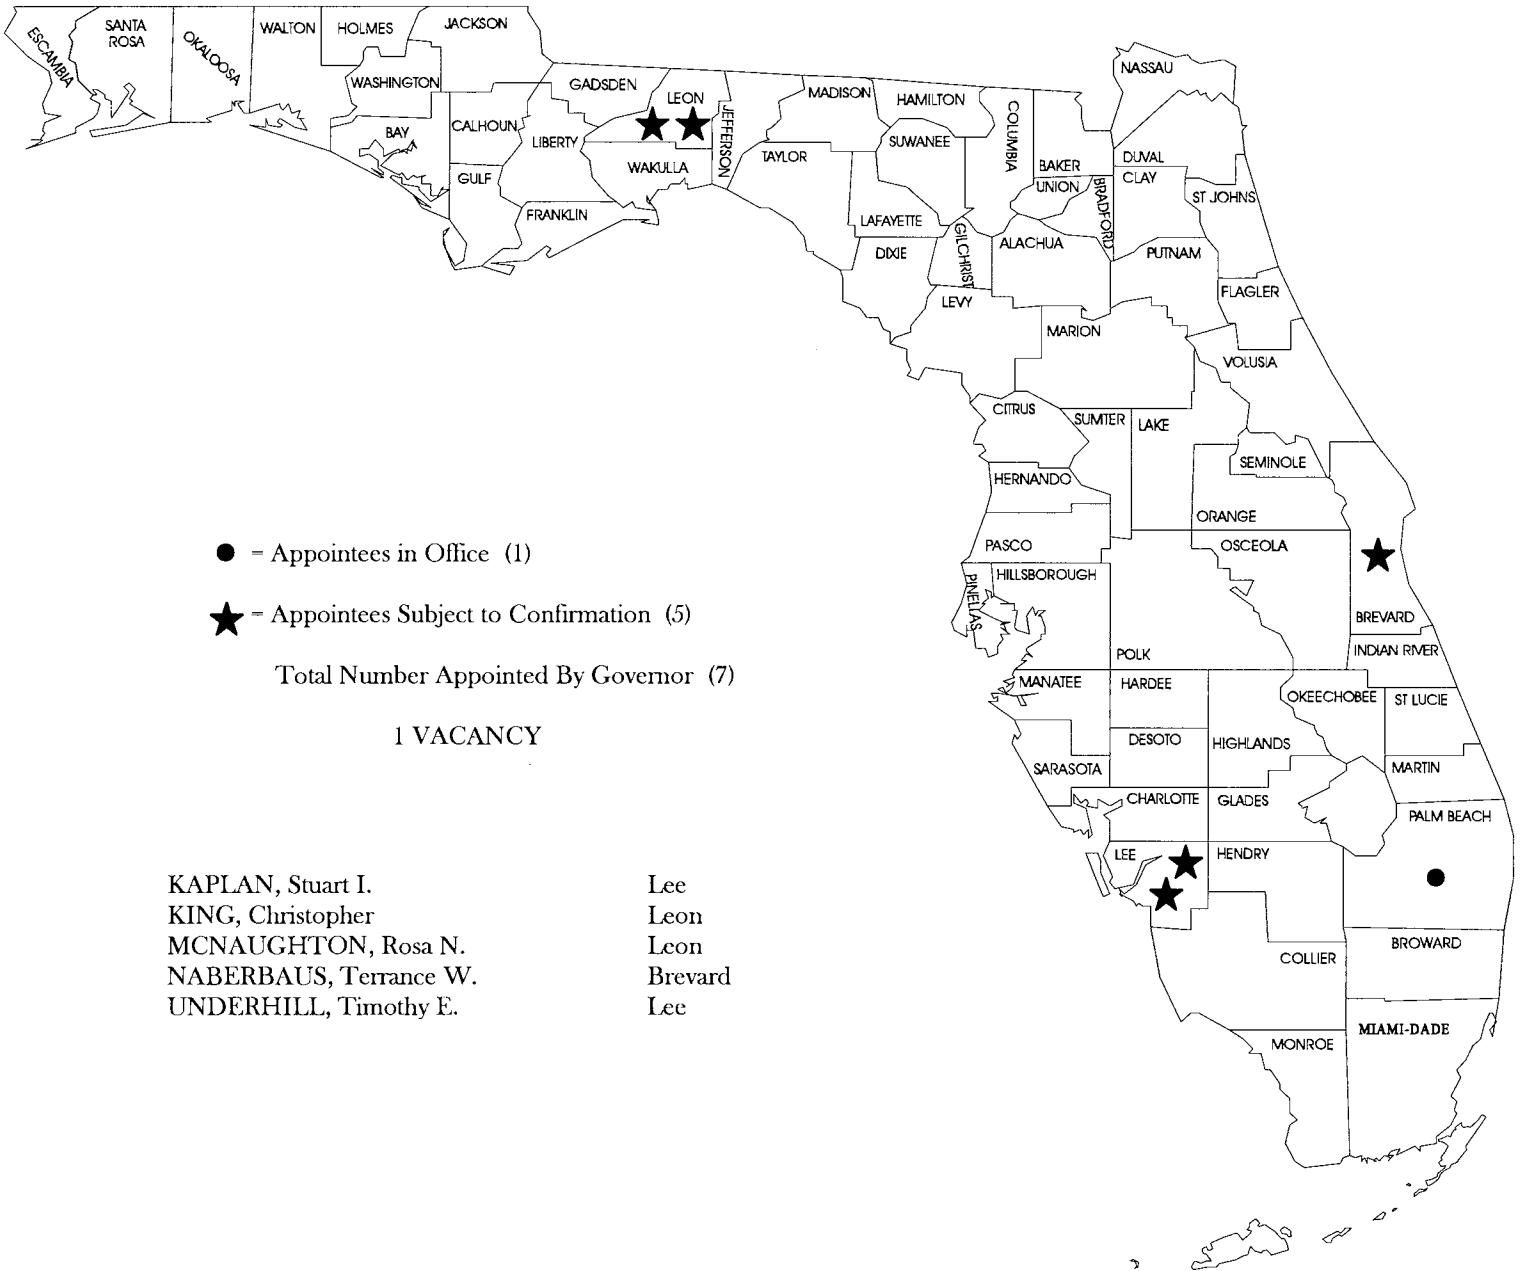 ESCAMBIA
SANTA
ROSA
OKALOOSA
WALTON
HOLMES
JACKSON
WASHINGTON
BAY
CALHOUN
GULF
GADSDEN
LIBERTY
FRANKLIN
LEON
WAKULLA
JEFFERSON
MADISON
TAYLOR
HAMILTON
SUWANEE
LAFAYETTE
DIXIE
COLUMBIA
GILCHRIST
LEVY
BAKER
UNION
BRADFORD
ALACHUA
NASSAU
DUVAL
CLAY
ST JOHNS
PUTNAM
FLAGLER
MARION
VOLUSIA
CITRUS
SUMTER
LAKE
SEMINOLE
HERNANDO
ORANGE
PASCO
OSCEOLA
HILLSBOROUGH
PINELLAS
POLK
BREVARD
INDIAN RIVER
MANATEE
HARDEE
OKEECHOBEE
ST LUCIE
DESOTO
HIGHLANDS
SARASOTA
MARTIN
CHARLOTTE
GLADES
PALM BEACH
LEE
HENDRY
BROWARD
COLLIER
MIAMI-DADE
MONROE
= Appointees in Office (1)
= Appointees Subject to Confirmation (5)
Total Number Appointed By Governor (7)
1 VACANCY
KAPLAN, Stuart I. Lee
KING, Christopher Leon
MCNAUGHTON, Rosa N. Leon
NABERBAUS, Terrance W. Brevard
UNDERHILL, Timothy E. Lee